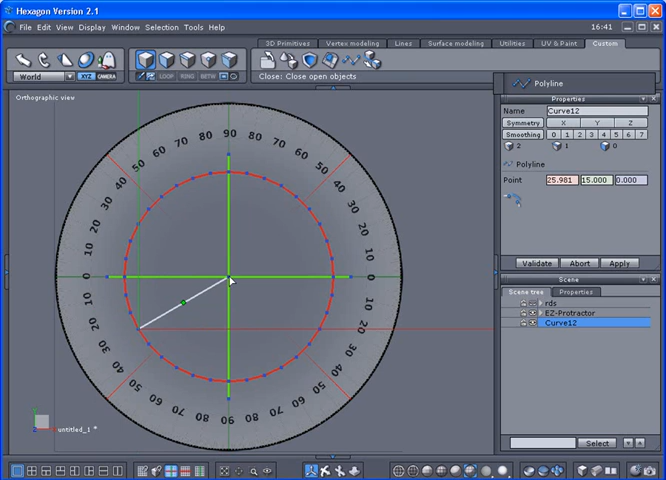 Hexagon Version 2.1
File Edit View Display Window Selection Tools Help 16:41
3D Primitives Vertex modeling Lines Surface modeling Utilities UV & Paint Custom
World XYZ CAMERA LOOP RING BETW Close: Close open objects
Orthographic view
Polyline
Properties
Name Curve12
Symmetry X Y Z
Smoothing 0 1 2 3 4 5 6 7
2 1 0
Polyline
Point 25.981 15.000 0.000
Validate Abort Apply
Scene
Scene tree Properties
rds
EZ-Protractor
Curve12
Select
0 10 20 30 40 50 60 70 80 90 80 70 60 50 40 30 20 10 0
10 20 30 40 50 60 70 80 90 80 70 60 50 40 30 20 10
untitled_1 *